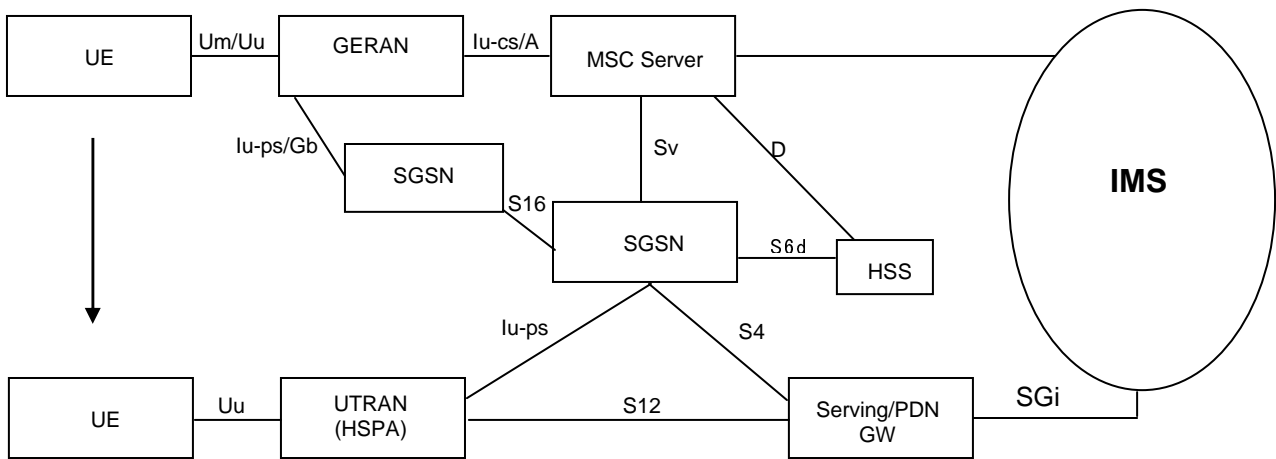 UE
Um/Uu
GERAN
Iu-cs/A
MSC Server
Iu-ps/Gb
SGSN
S16
Sv
D
IMS
SGSN
S6d
HSS
Iu-ps
S4
UE
Uu
UTRAN
(HSPA)
S12
Serving/PDN
GW
SGi